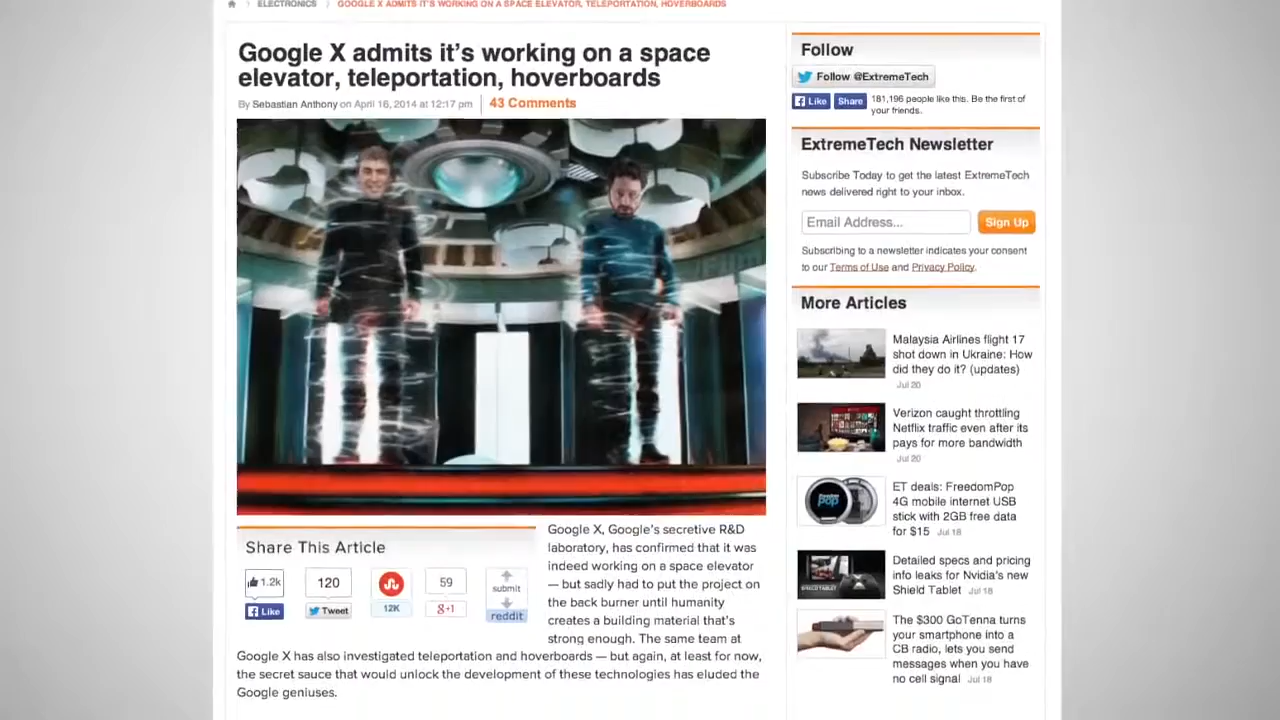 ELECTRONICS
GOOGLE X ADMITS IT'S WORKING ON A SPACE ELEVATOR, TELEPORTATION, HOVERBOARDS
Google X admits it's working on a space
elevator, teleportation, hoverboards
By Sebastian Anthony on April 16, 2014 at 12:17 pm
43 Comments
Share This Article
1.2k
Like
120
Tweet
12K
59
g+1
submit
reddit
Google X, Google's secretive R&D
laboratory, has confirmed that it was
indeed working on a space elevator
— but sadly had to put the project on
the back burner until humanity
creates a building material that's
strong enough. The same team at
Google X has also investigated teleportation and hoverboards — but again, at least for now,
the secret sauce that would unlock the development of these technologies has eluded the
Google geniuses.
Follow
Follow @ExtremeTech
Like
Share
181,196 people like this. Be the first of
your friends.
ExtremeTech Newsletter
Subscribe Today to get the latest ExtremeTech
news delivered right to your inbox.
Email Address...
Sign Up
Subscribing to a newsletter indicates your consent
to our Terms of Use and Privacy Policy.
More Articles
Malaysia Airlines flight 17
shot down in Ukraine: How
did they do it? (updates)
Jul 20
Verizon caught throttling
Netflix traffic even after its
pays for more bandwidth
Jul 20
freedom
pop
ET deals: FreedomPop
4G mobile internet USB
stick with 2GB free data
for $15 Jul 18
Detailed specs and pricing
info leaks for Nvidia's new
Shield Tablet Jul 18
The $300 GoTenna turns
your smartphone into a
CB radio, lets you send
messages when you have
no cell signal Jul 18